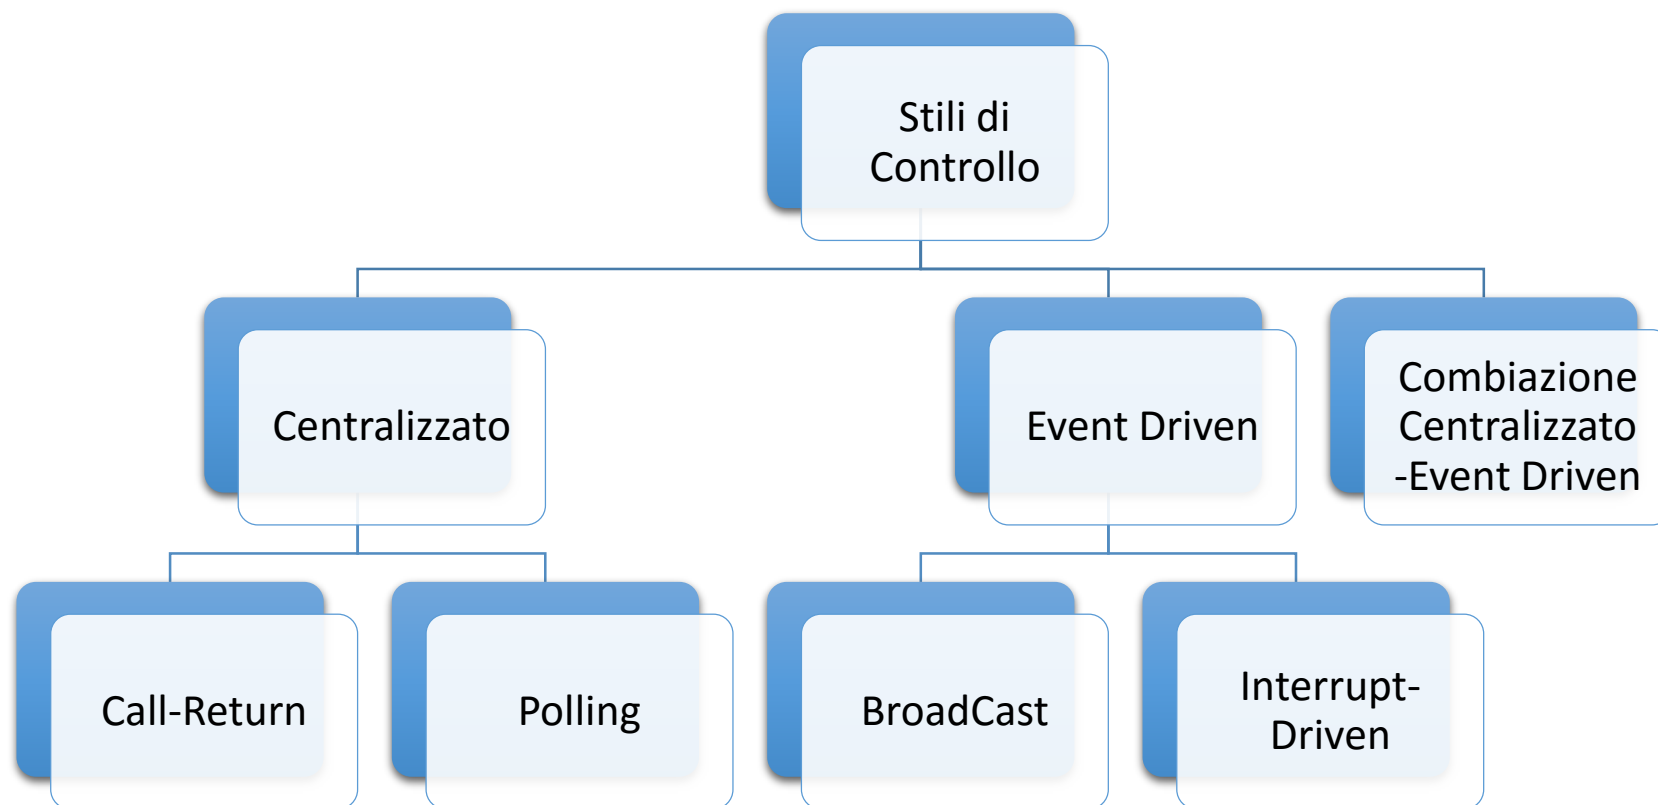 Stili di
Controllo
Centralizzato
Event Driven
Combiazione
Centralizzato
-Event Driven
Call-Return
Polling
BroadCast
Interrupt-
Driven